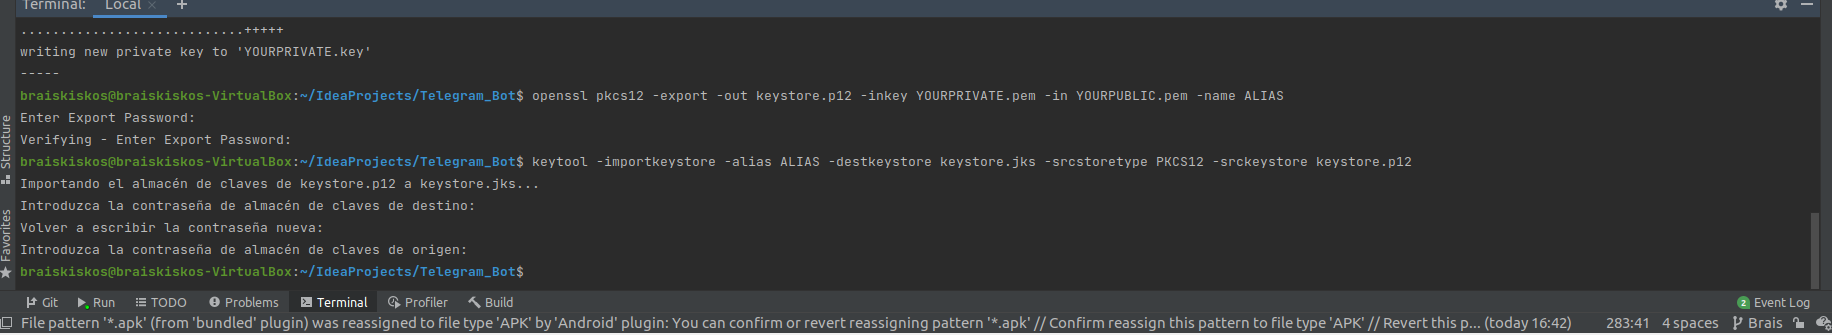 Terminal: Local × +
............................+++++
writing new private key to 'YOURPRIVATE.key'
-----
braiskiskos@braiskiskos-VirtualBox:~/IdeaProjects/Telegram_Bot$ openssl pkcs12 -export -out keystore.p12 -inkey YOURPRIVATE.pem -in YOURPUBLIC.pem -name ALIAS
Enter Export Password:
Verifying - Enter Export Password:
braiskiskos@braiskiskos-VirtualBox:~/IdeaProjects/Telegram_Bot$ keytool -importkeystore -alias ALIAS -destkeystore keystore.jks -srcstoretype PKCS12 -srckeystore keystore.p12
Importando el almacén de claves de keystore.p12 a keystore.jks...
Introduzca la contraseña de almacén de claves de destino:
Volver a escribir la contraseña nueva:
Introduzca la contraseña de almacén de claves de origen:
braiskiskos@braiskiskos-VirtualBox:~/IdeaProjects/Telegram_Bot$
Structure
Favorites
Git Run TODO Problems Terminal Profiler Build 2 Event Log
File pattern '*.apk' (from 'bundled' plugin) was reassigned to file type 'APK' by 'Android' plugin: You can confirm or revert reassigning pattern '*.apk' // Confirm reassign this pattern to file type 'APK' // Revert this p... (today 16:42) 283:41 4 spaces Brais